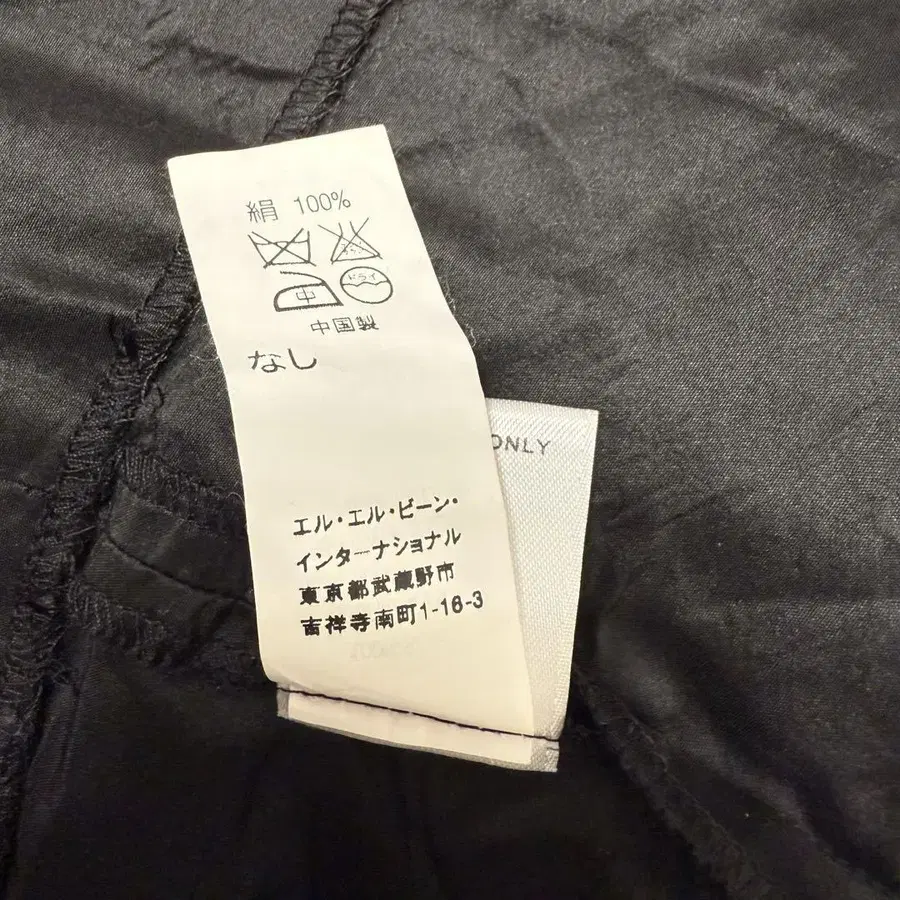 絹 100%
中 ドライ
中国製
なし
ONLY
エル・エル・ビーン・
インターナショナル
東京都武蔵野市
吉祥寺南町1-16-3